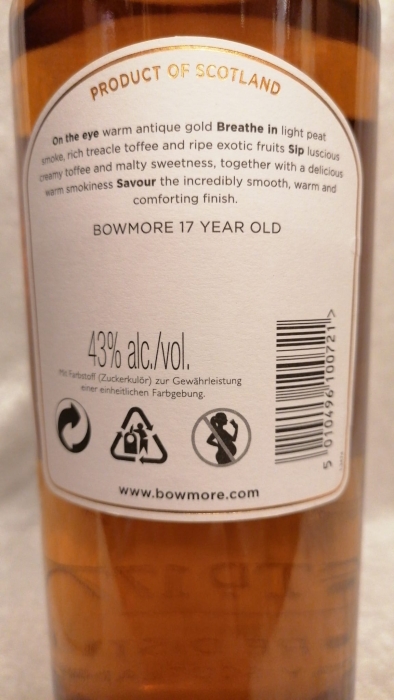 PRODUCT OF SCOTLAND
On the eye warm antique gold Breathe in light peat
smoke, rich treacle toffee and ripe exotic fruits Sip luscious
creamy toffee and malty sweetness, together with a delicious
warm smokiness Savour the incredibly smooth, warm and
comforting finish.
BOWMORE 17 YEAR OLD
43% alc./vol.
Mit Farbstoff (Zuckerkulör) zur Gewährleistung
einer einheitlichen Farbgebung.
5 010496 100721 >
www.bowmore.com